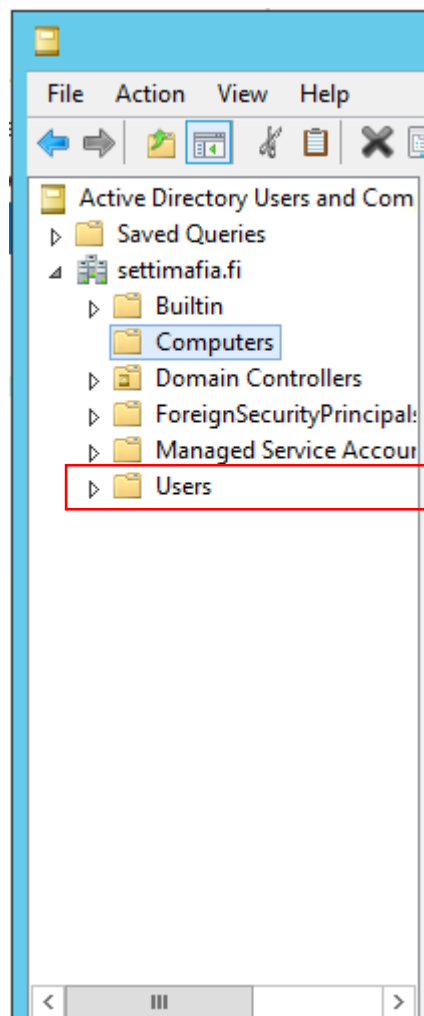 File Action View Help
Active Directory Users and Com
Saved Queries
settimafia.fi
Builtin
Computers
Domain Controllers
ForeignSecurityPrincipals
Managed Service Accoun
Users